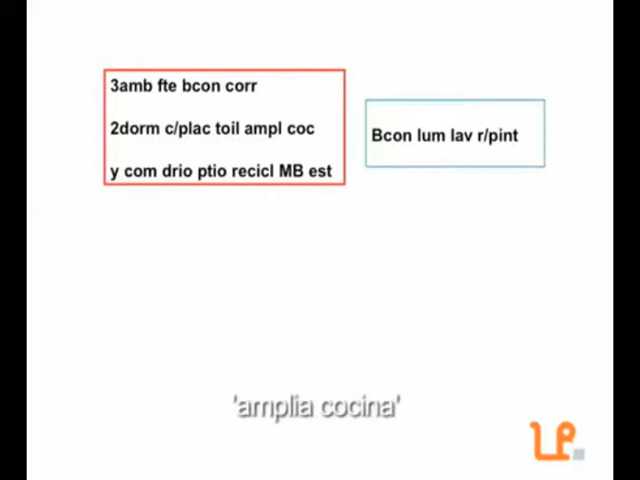 3amb fte bcon corr
2dorm c/plac toil ampl coc
y com drio ptio recicl MB est
Bcon lum lav r/pint
'amplia cocina'
LP